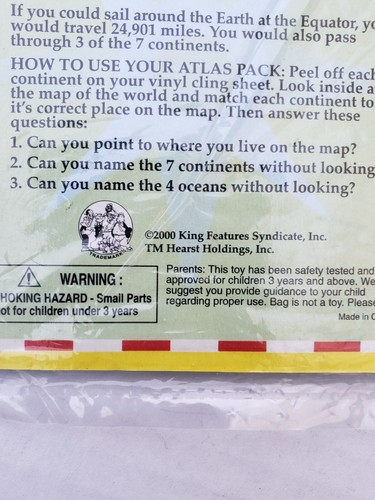 If you could sail around the Earth at the Equator, yo
would travel 24,901 miles. You would also pass
through 3 of the 7 continents.
HOW TO USE YOUR ATLAS PACK: Peel off each
continent on your vinyl cling sheet. Look inside a
the map of the world and match each continent to
it's correct place on the map. Then answer these
questions:
1. Can you point to where you live on the map?
2. Can you name the 7 continents without looking
3. Can you name the 4 oceans without looking?
TRADEMARK
©2000 King Features Syndicate, Inc.
TM Hearst Holdings, Inc.
WARNING :
HOKING HAZARD - Small Parts
ot for children under 3 years
Parents: This toy has been safety tested and
approved for children 3 years and above. We
suggest you provide guidance to your child
regarding proper use. Bag is not a toy. Please
Made in C